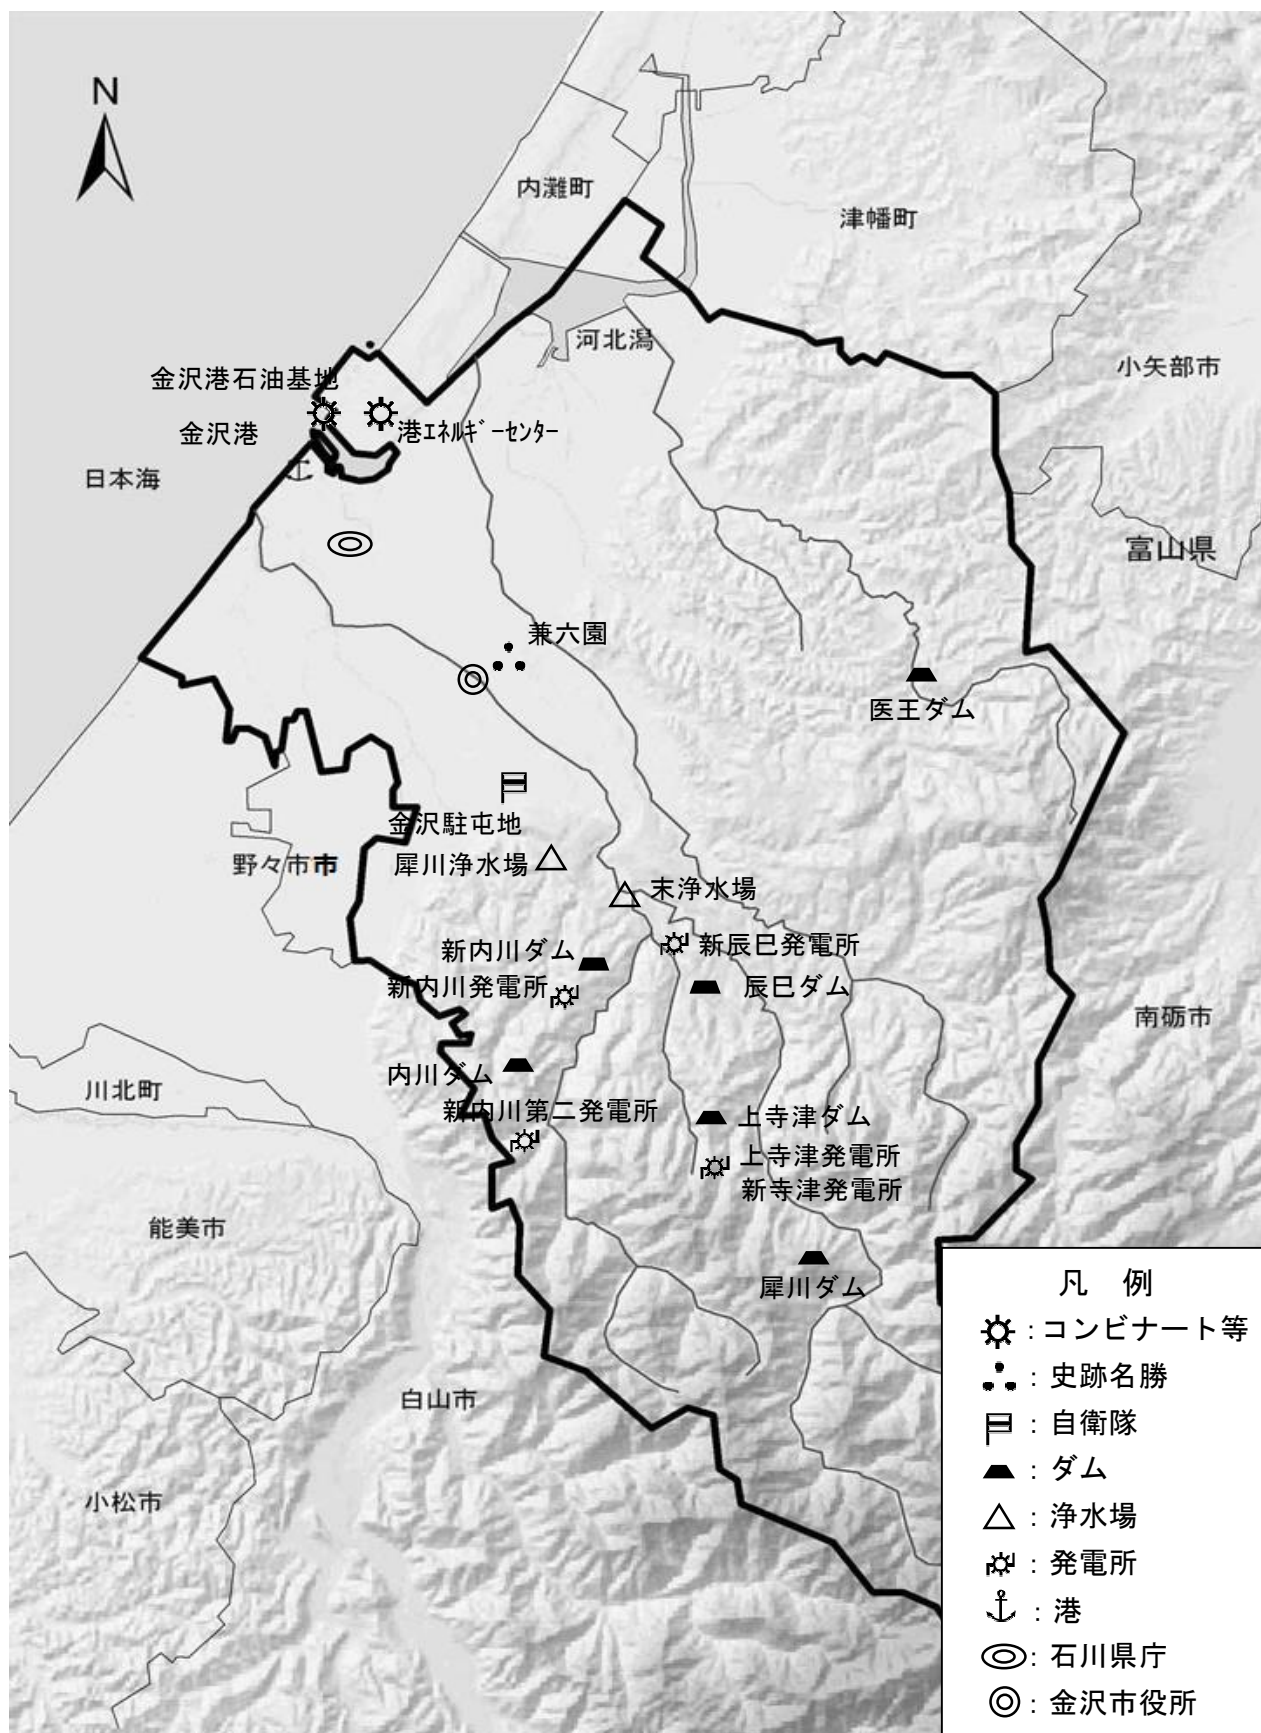 N
内灘町
津幡町
河北潟
小矢部市
金沢港石油基地
金沢港
港エネルギーセンター
日本海
富山県
兼六園
医王ダム
金沢駐屯地
野々市市
犀川浄水場
末浄水場
新内川ダム
新辰巳発電所
新内川発電所
辰巳ダム
南砺市
内川ダム
川北町
新内川第二発電所
上寺津ダム
上寺津発電所
新寺津発電所
能美市
犀川ダム
白山市
小松市
凡 例
：コンビナート等
：史跡名勝
：自衛隊
：ダム
：浄水場
：発電所
：港
：石川県庁
：金沢市役所